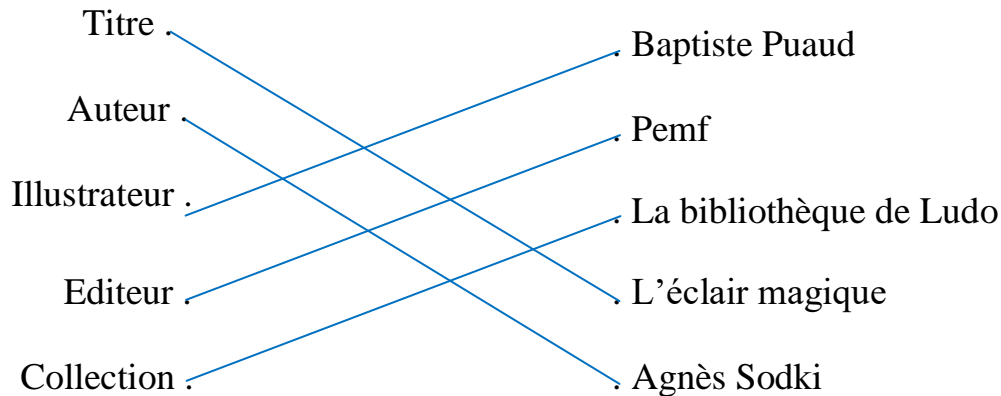 Titre .
. Baptiste Puaud
Auteur .
. Pemf
Illustrateur .
. La bibliothèque de Ludo
Editeur .
. L’éclair magique
Collection .
. Agnès Sodki